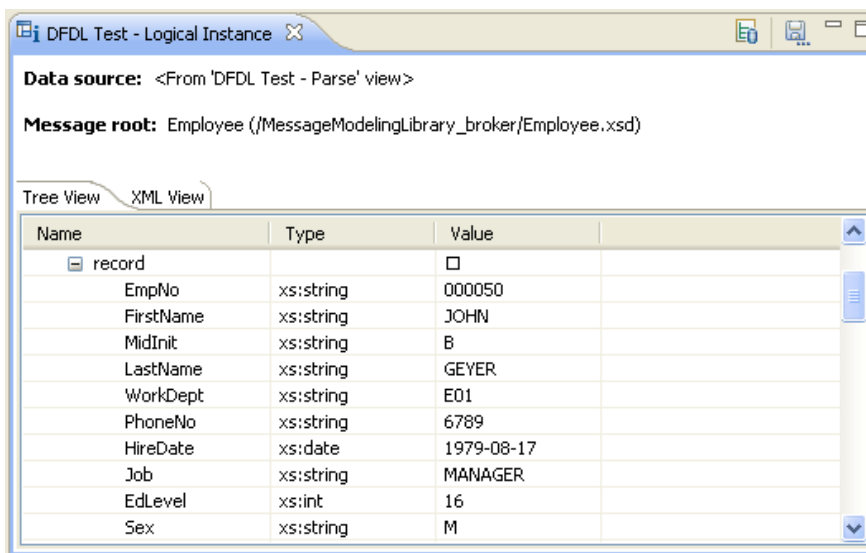 DFDL Test - Logical Instance
Data source: <From 'DFDL Test - Parse' view>
Message root: Employee (/MessageModelingLibrary_broker/Employee.xsd)
Tree View XML View
Name Type Value
record
EmpNo xs:string 000050
FirstName xs:string JOHN
MidInit xs:string B
LastName xs:string GEYER
WorkDept xs:string E01
PhoneNo xs:string 6789
HireDate xs:date 1979-08-17
Job xs:string MANAGER
EdLevel xs:int 16
Sex xs:string M